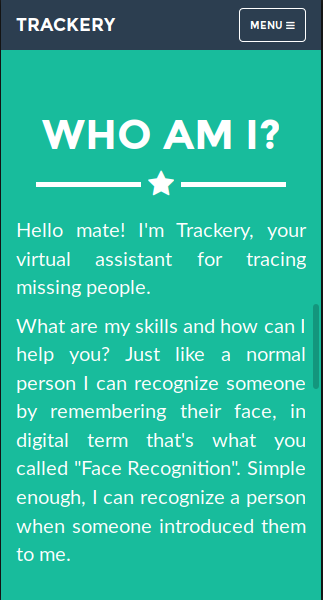 TRACKERY
MENU
WHO AM I?
Hello mate! I'm Trackery, your
virtual assistant for tracing
missing people.
What are my skills and how can I
help you? Just like a normal
person I can recognize someone
by remembering their face, in
digital term that's what you
called "Face Recognition". Simple
enough, I can recognize a person
when someone introduced them
to me.